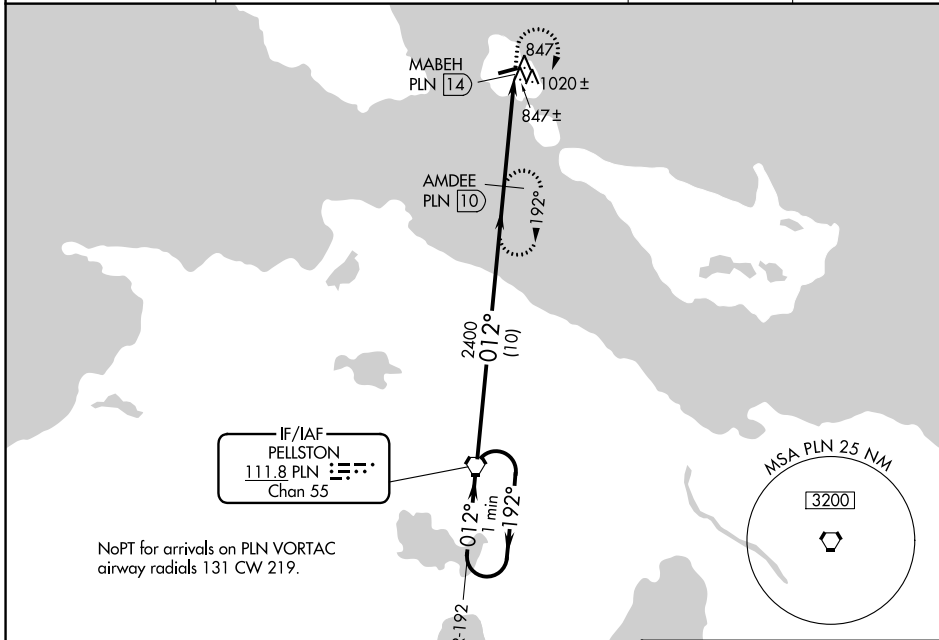 847
MABEH
PLN 14
1020 ±
847±
AMDEE
PLN 10
192°
2400
012°
(10)
IF/IAF
PELLSTON
111.8 PLN
Chan 55
MSA PLN 25 NM
3200
012°
1 min
192°
NoPT for arrivals on PLN VORTAC
airway radials 131 CW 219.